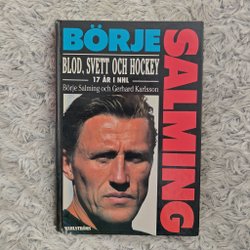 BÖRJE
SALMING
BLOD, SVETT OCH HOCKEY
17 ÅR I NHL
Börje Salming och Gerhard Karlsson
WAHLSTRÖMS